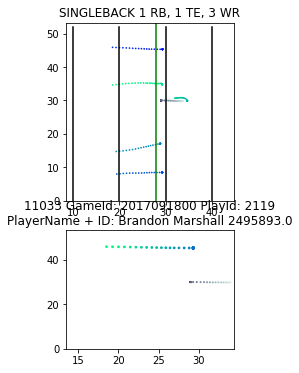 SINGLEBACK 1 RB, 1 TE, 3 WR
50
40
30
20
10
0
10 20 30 40
11033 GameId: 2017091800 PlayId: 2119
PlayerName + ID: Brandon Marshall 2495893.0
40
20
0
15 20 25 30